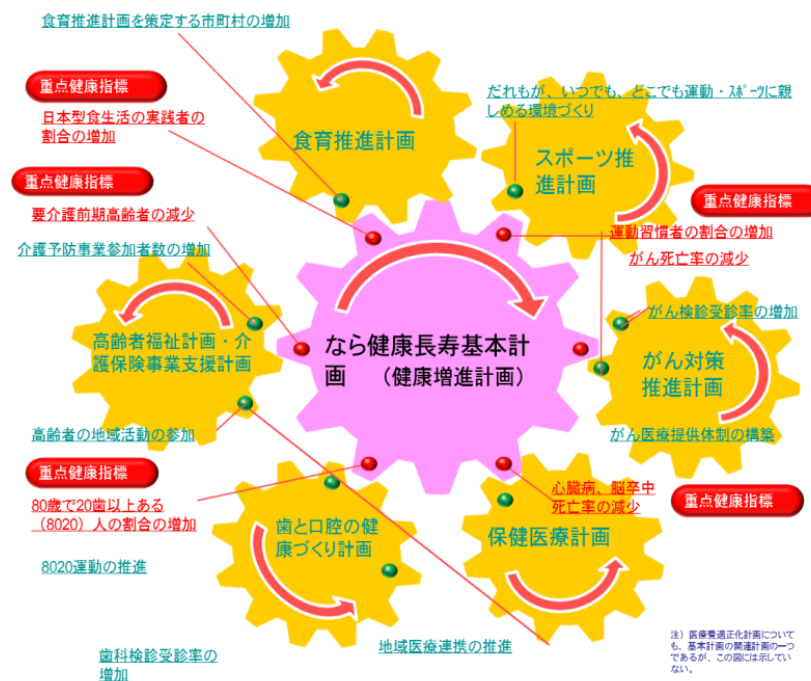 食育推進計画を策定する市町村の増加
重点健康指標
日本型食生活の実践者の
割合の増加
食育推進計画
だれもが、いつでも、どこでも運動・スポーツに親
しめる環境づくり
スポーツ推
進計画
重点健康指標
要介護前期高齢者の減少
重点健康指標
運動習慣者の割合の増加
がん死亡率の減少
介護予防事業参加者数の増加
高齢者福祉計画・介
護保険事業支援計画
なら健康長寿基本計
画 （健康増進計画）
がん検診受診率の増加
がん対策
推進計画
高齢者の地域活動の参加
がん医療提供体制の構築
重点健康指標
80歳で20歯以上ある
（8020）人の割合の増加
歯と口腔の健
康づくり計画
心臓病、脳卒中
死亡率の減少
重点健康指標
保健医療計画
8020運動の推進
地域医療連携の推進
歯科検診受診率の
増加
注）医療費適正化計画について
も、基本計画の関連計画の一つ
であるが、この図には示してい
ない。